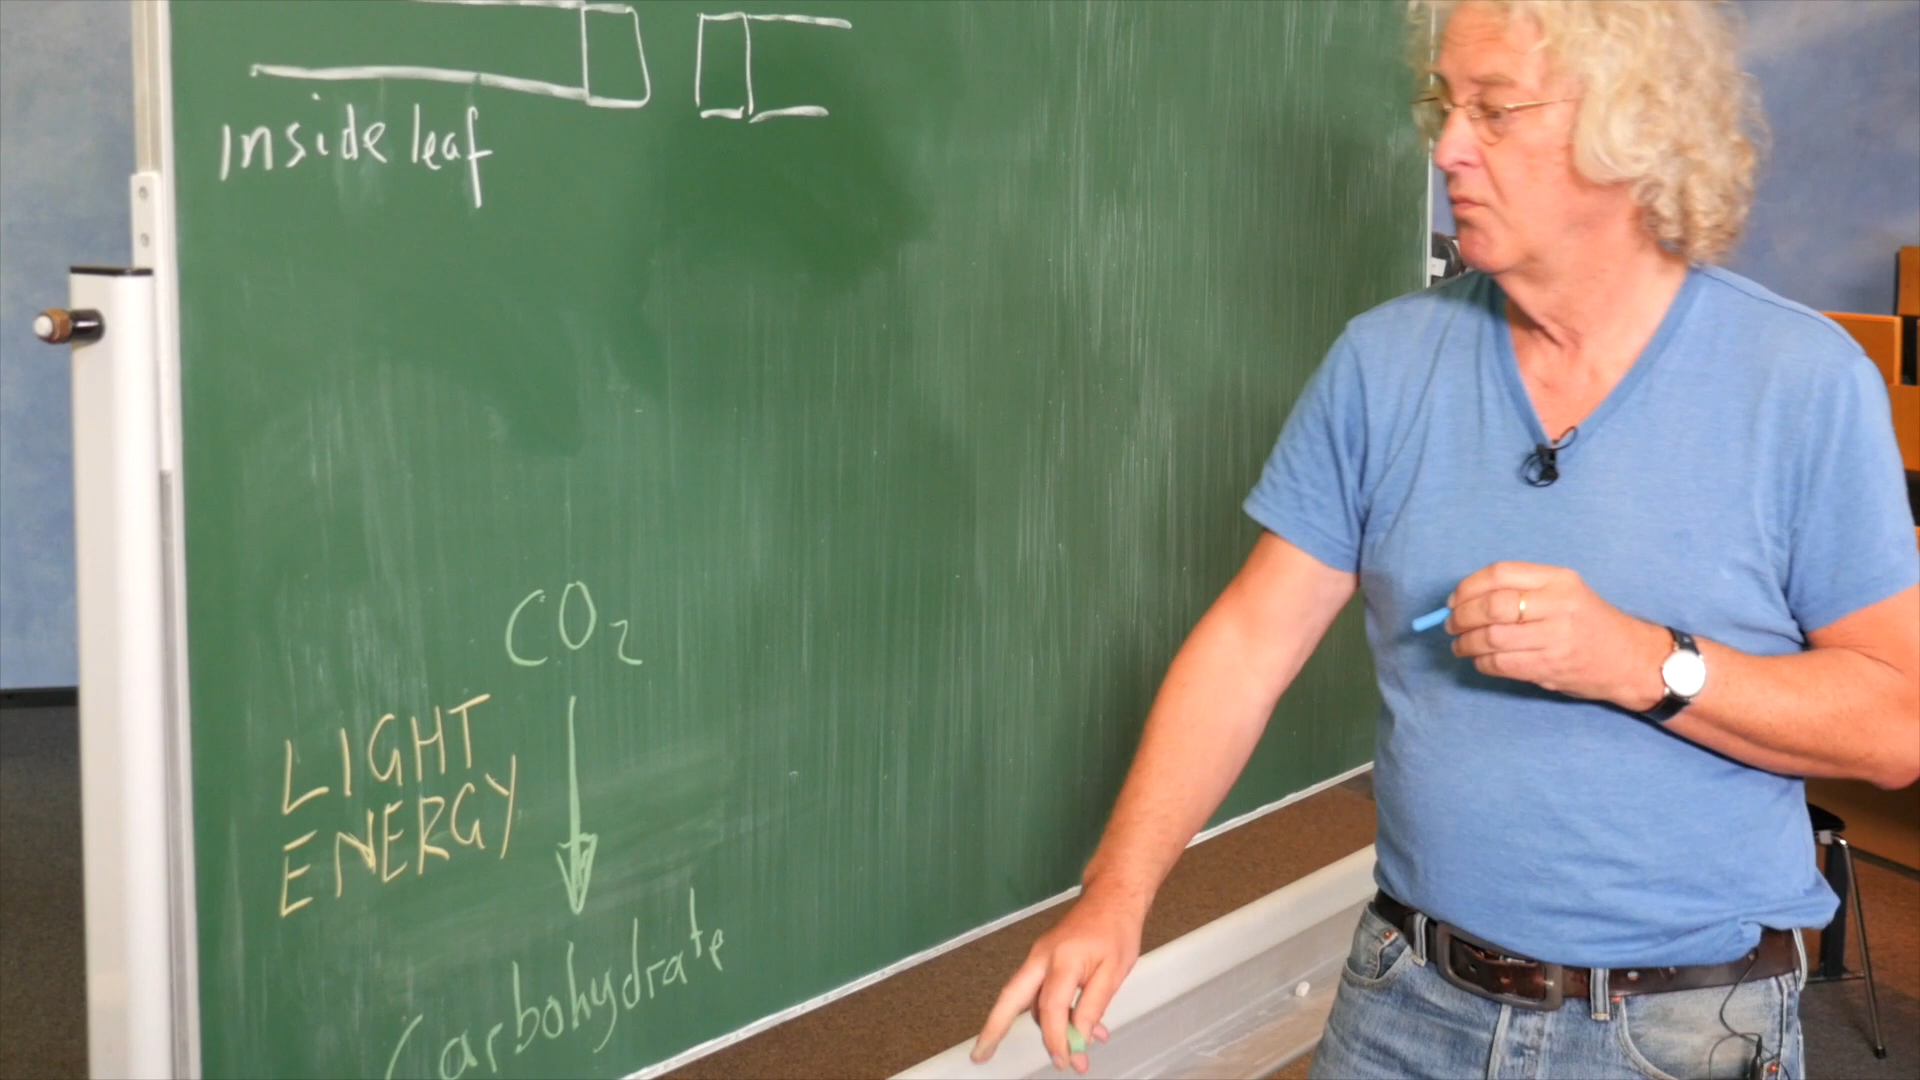 inside leaf
CO₂
LIGHT
ENERGY
Carbohydrate